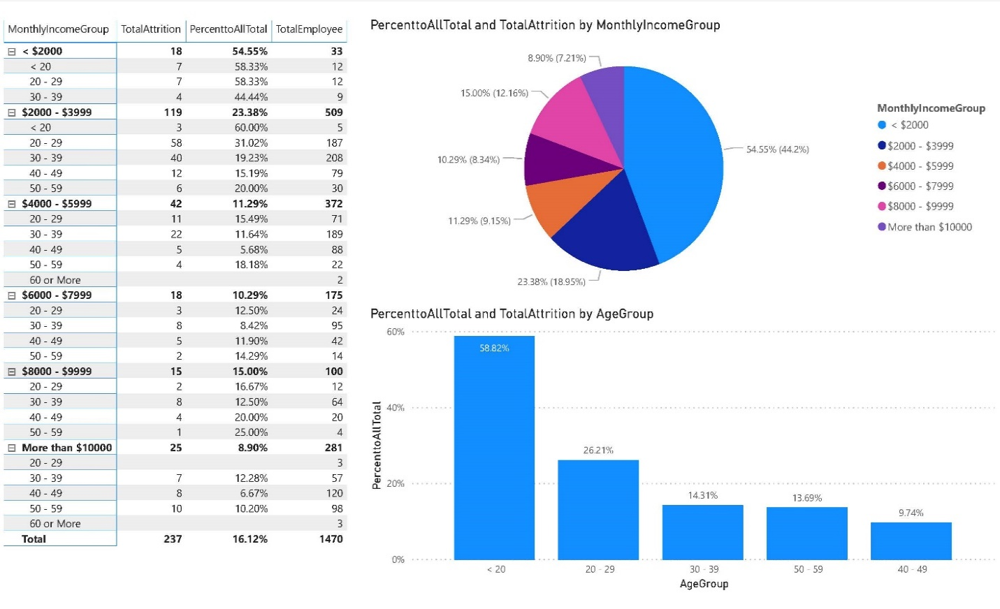 MonthlyIncomeGroup TotalAttrition PercenttoAllTotal TotalEmployee
< $2000 18 54.55% 33
< 20 7 58.33% 12
20 - 29 7 58.33% 12
30 - 39 4 44.44% 9
$2000 - $3999 119 23.38% 509
< 20 3 60.00% 5
20 - 29 58 31.02% 187
30 - 39 40 19.23% 208
40 - 49 12 15.19% 79
50 - 59 6 20.00% 30
$4000 - $5999 42 11.29% 372
20 - 29 11 15.49% 71
30 - 39 22 11.64% 189
40 - 49 5 5.68% 88
50 - 59 4 18.18% 22
60 or More 2
$6000 - $7999 18 10.29% 175
20 - 29 3 12.50% 24
30 - 39 8 8.42% 95
40 - 49 5 11.90% 42
50 - 59 2 14.29% 14
$8000 - $9999 15 15.00% 100
20 - 29 2 16.67% 12
30 - 39 8 12.50% 64
40 - 49 4 20.00% 20
50 - 59 1 25.00% 4
More than $10000 25 8.90% 281
20 - 29 3
30 - 39 7 12.28% 57
40 - 49 8 6.67% 120
50 - 59 10 10.20% 98
60 or More 3
Total 237 16.12% 1470
PercenttoAllTotal and TotalAttrition by MonthlyIncomeGroup
8.90% (7.21%)
15.00% (12.16%)
10.29% (8.34%)
11.29% (9.15%)
23.38% (18.95%)
54.55% (44.2%)
MonthlyIncomeGroup
< $2000
$2000 - $3999
$4000 - $5999
$6000 - $7999
$8000 - $9999
More than $10000
PercenttoAllTotal and TotalAttrition by AgeGroup
PercenttoAllTotal
60%
40%
20%
0%
58.82%
26.21%
14.31%
13.69%
9.74%
< 20
20 - 29
30 - 39
50 - 59
40 - 49
AgeGroup